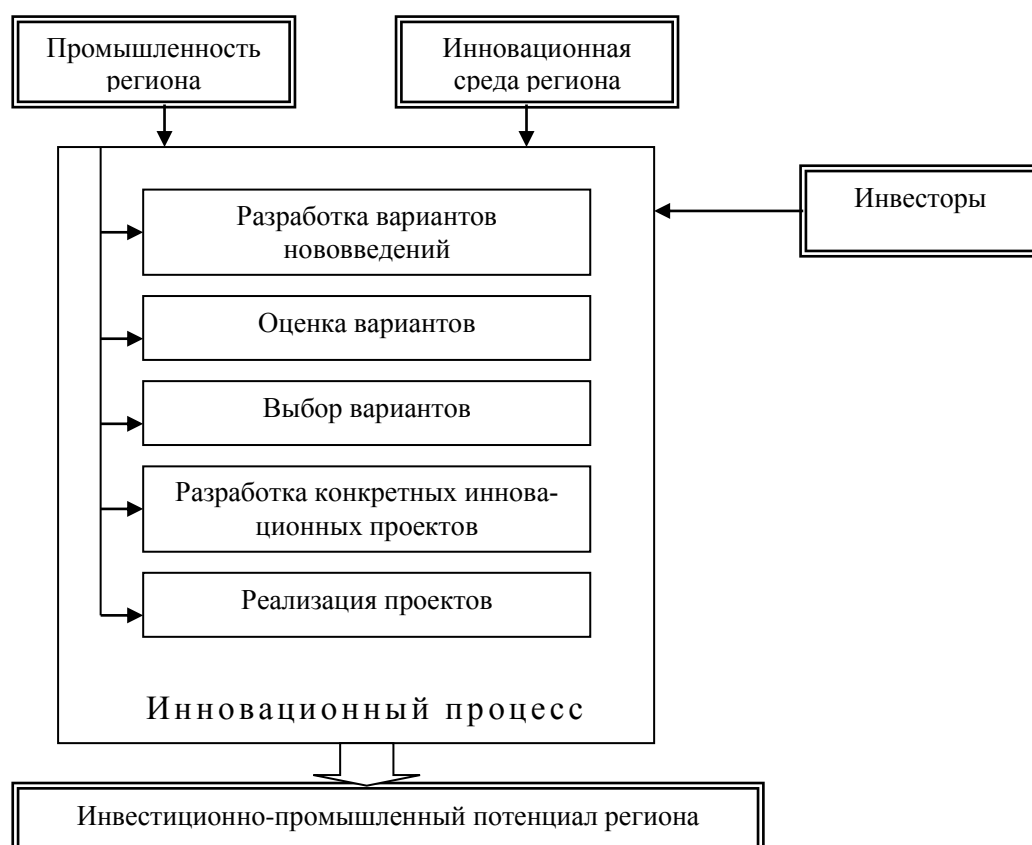 Промышленность
региона
Инновационная
среда региона
Инвесторы
Разработка вариантов
нововведений
Оценка вариантов
Выбор вариантов
Разработка конкретных иннова-
ционных проектов
Реализация проектов
Инновационный процесс
Инвестиционно-промышленный потенциал региона